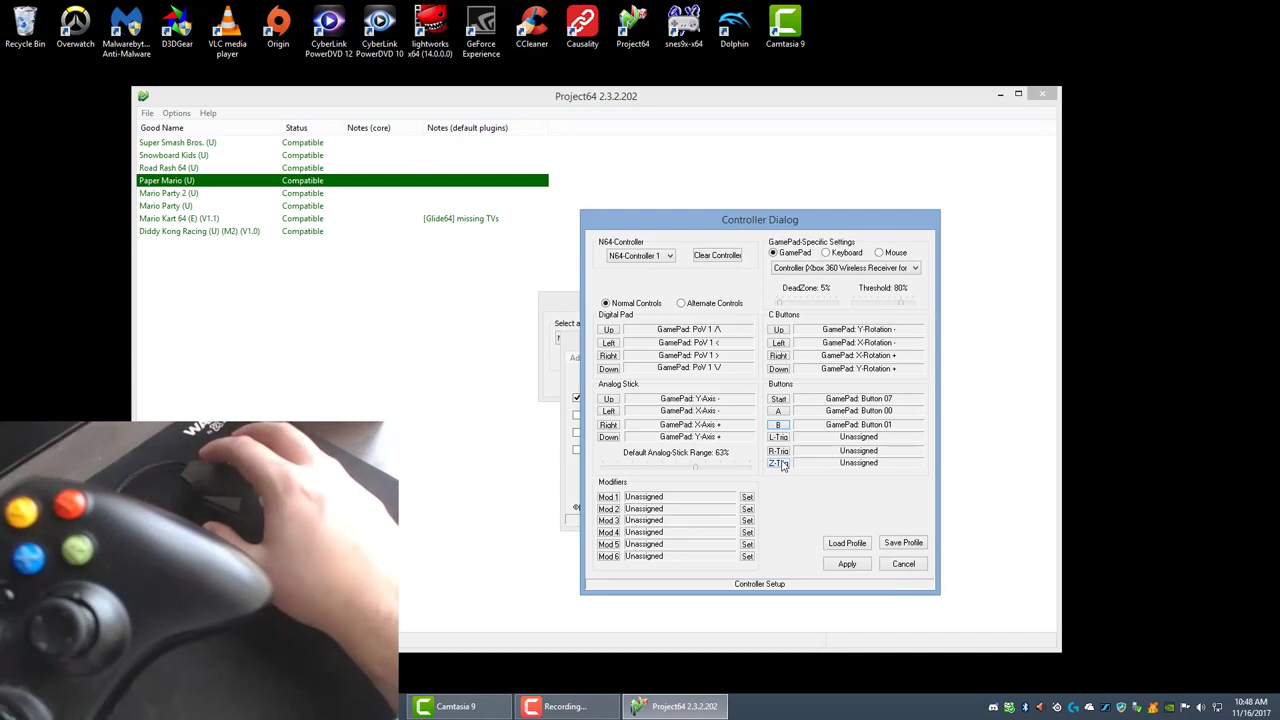 Recycle Bin
Overwatch
Malwarebyt...
Anti-Malware
D3DGear
VLC media
player
Origin
CyberLink
PowerDVD 12
CyberLink
PowerDVD 10
lightworks
x64 (14.0.0.0)
GeForce
Experience
CCleaner
Causality
Project64
snes9x-x64
Dolphin
Camtasia 9
Project64 2.3.2.202
File Options Help
Good Name Status Notes (core) Notes (default plugins)
Super Smash Bros. (U) Compatible
Snowboard Kids (U) Compatible
Road Rash 64 (U) Compatible
Paper Mario (U) Compatible
Mario Party 2 (U) Compatible
Mario Party (U) Compatible
Mario Kart 64 (E) (V1.1) Compatible [Glide64] missing TVs
Diddy Kong Racing (U) (M2) (V1.0) Compatible
Select a
Ad
Controller Dialog
N64-Controller
N64-Controller 1 Clear Controller
Normal Controls Alternate Controls
Digital Pad
Up GamePad: PoV 1 /\
Left GamePad: PoV 1 <
Right GamePad: PoV 1 >
Down GamePad: PoV 1 \/
Analog Stick
Up GamePad: Y-Axis -
Left GamePad: X-Axis -
Right GamePad: X-Axis +
Down GamePad: Y-Axis +
Default Analog-Stick Range: 63%
Modifiers
Mod 1 Unassigned Set
Mod 2 Unassigned Set
Mod 3 Unassigned Set
Mod 4 Unassigned Set
Mod 5 Unassigned Set
Mod 6 Unassigned Set
GamePad-Specific Settings
GamePad Keyboard Mouse
Controller (Xbox 360 Wireless Receiver for
DeadZone: 5% Threshold: 80%
C Buttons
Up GamePad: Y-Rotation -
Left GamePad: X-Rotation -
Right GamePad: X-Rotation +
Down GamePad: Y-Rotation +
Buttons
Start GamePad: Button 07
A GamePad: Button 00
B GamePad: Button 01
L-Trig Unassigned
R-Trig Unassigned
Z-Trig Unassigned
Load Profile Save Profile
Apply Cancel
Controller Setup
Camtasia 9
Recording...
Project64 2.3.2.202
10:48 AM
11/16/2017